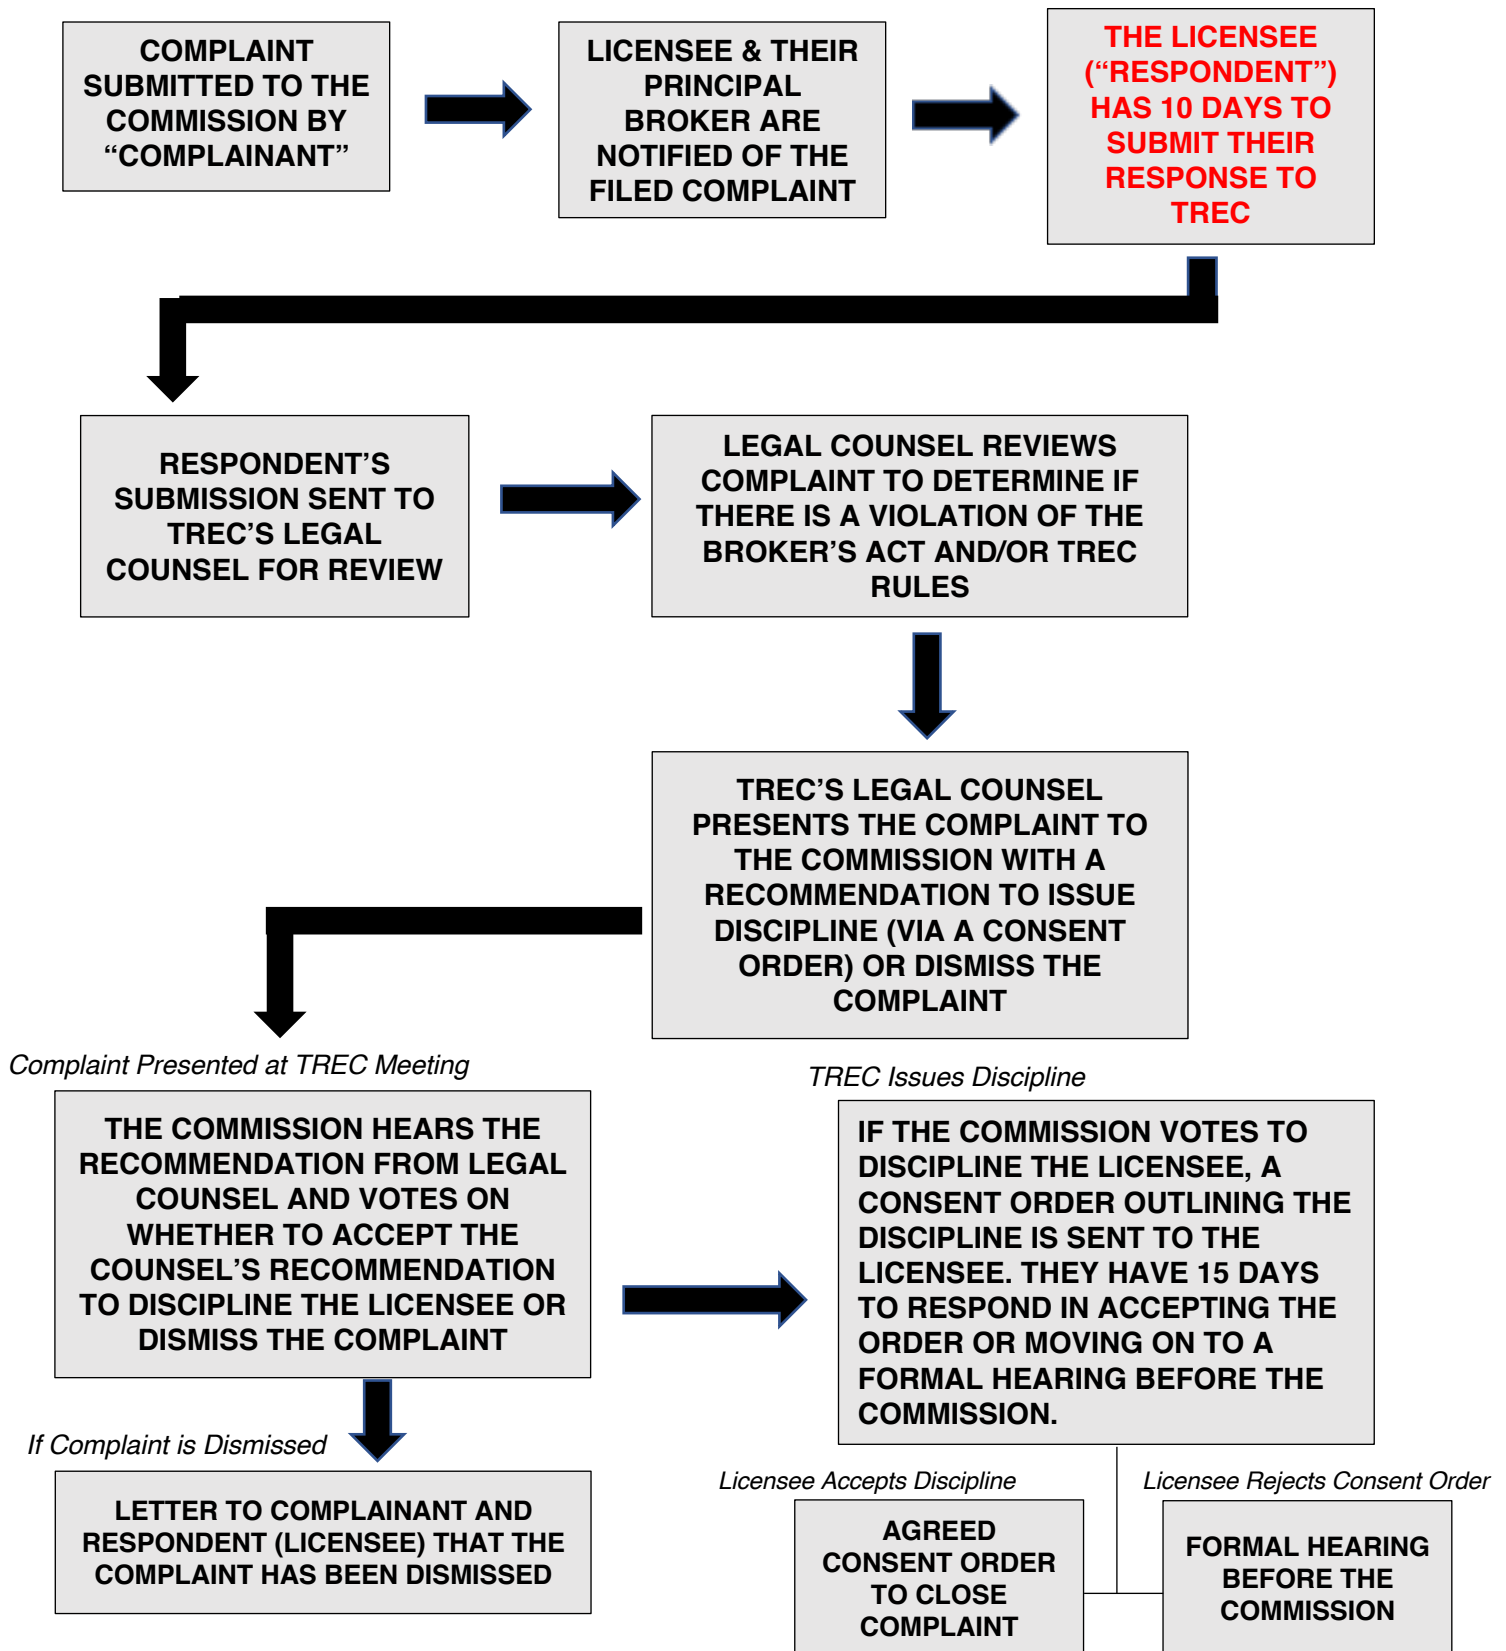 COMPLAINT
SUBMITTED TO THE
COMMISSION BY
“COMPLAINANT”
LICENSEE & THEIR
PRINCIPAL
BROKER ARE
NOTIFIED OF THE
FILED COMPLAINT
THE LICENSEE
(“RESPONDENT”)
HAS 10 DAYS TO
SUBMIT THEIR
RESPONSE TO
TREC
RESPONDENT’S
SUBMISSION SENT TO
TREC’S LEGAL
COUNSEL FOR REVIEW
LEGAL COUNSEL REVIEWS
COMPLAINT TO DETERMINE IF
THERE IS A VIOLATION OF THE
BROKER’S ACT AND/OR TREC
RULES
TREC’S LEGAL COUNSEL
PRESENTS THE COMPLAINT TO
THE COMMISSION WITH A
RECOMMENDATION TO ISSUE
DISCIPLINE (VIA A CONSENT
ORDER) OR DISMISS THE
COMPLAINT
Complaint Presented at TREC Meeting
THE COMMISSION HEARS THE
RECOMMENDATION FROM LEGAL
COUNSEL AND VOTES ON
WHETHER TO ACCEPT THE
COUNSEL’S RECOMMENDATION
TO DISCIPLINE THE LICENSEE OR
DISMISS THE COMPLAINT
TREC Issues Discipline
IF THE COMMISSION VOTES TO
DISCIPLINE THE LICENSEE, A
CONSENT ORDER OUTLINING THE
DISCIPLINE IS SENT TO THE
LICENSEE. THEY HAVE 15 DAYS
TO RESPOND IN ACCEPTING THE
ORDER OR MOVING ON TO A
FORMAL HEARING BEFORE THE
COMMISSION.
If Complaint is Dismissed
LETTER TO COMPLAINANT AND
RESPONDENT (LICENSEE) THAT THE
COMPLAINT HAS BEEN DISMISSED
Licensee Accepts Discipline
AGREED
CONSENT ORDER
TO CLOSE
COMPLAINT
Licensee Rejects Consent Order
FORMAL HEARING
BEFORE THE
COMMISSION